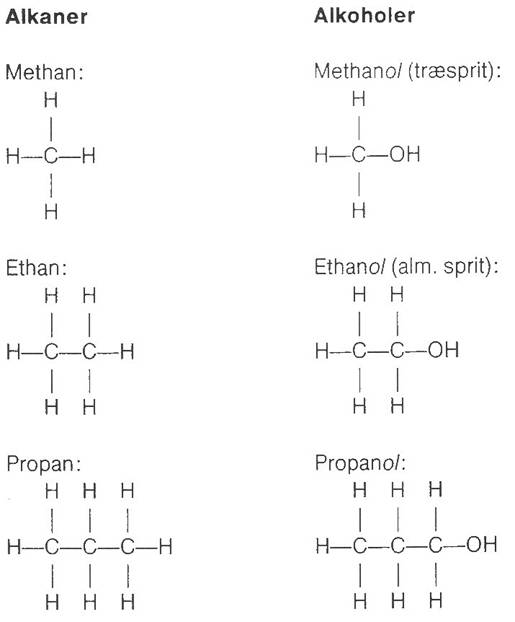 Alkaner
Methan:
H
H—C—H
H
Ethan:
H H
H—C—C—H
H H
Propan:
H H H
H—C—C—C—H
H H H
Alkoholer
Methanol (træsprit):
H
H—C—OH
H
Ethanol (alm. sprit):
H H
H—C—C—OH
H H
Propanol:
H H H
H—C—C—C—OH
H H H